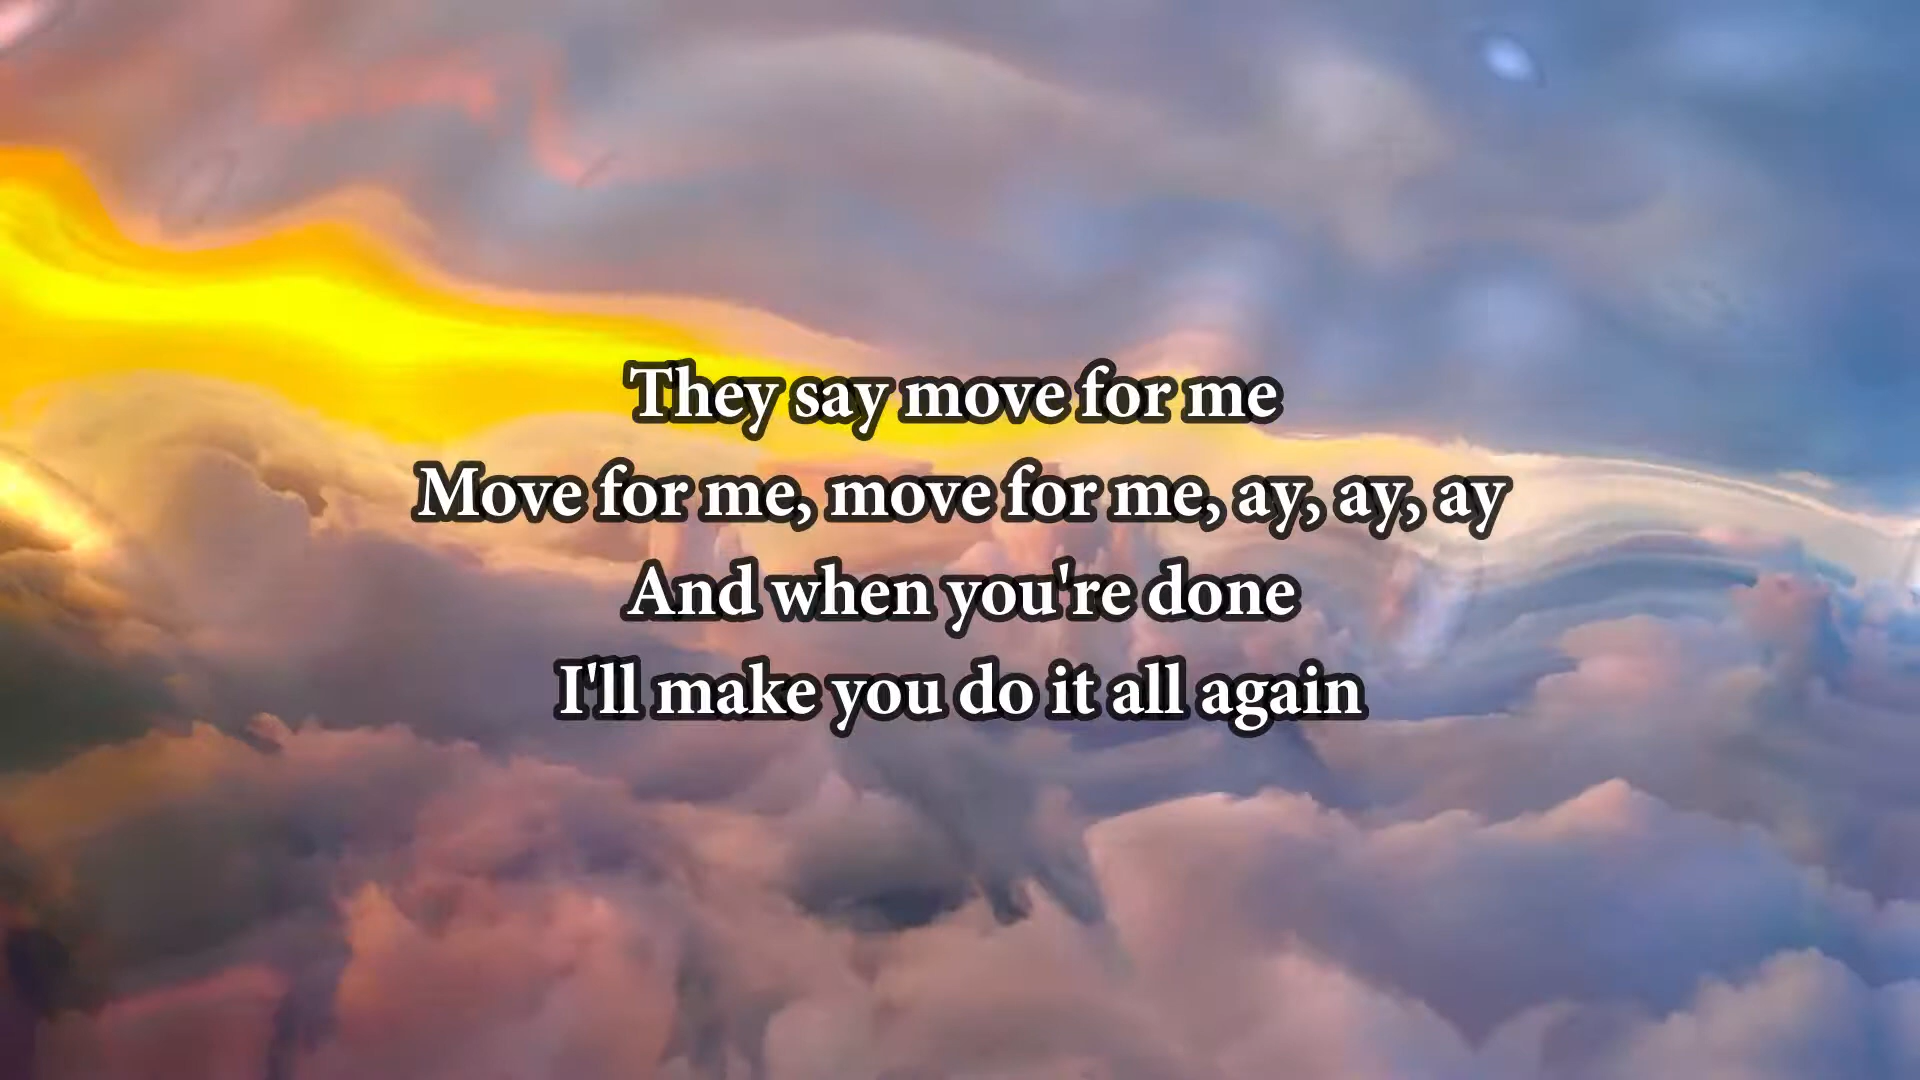 They say move for me
Move for me, move for me, ay, ay, ay
And when you're done
I'll make you do it all again